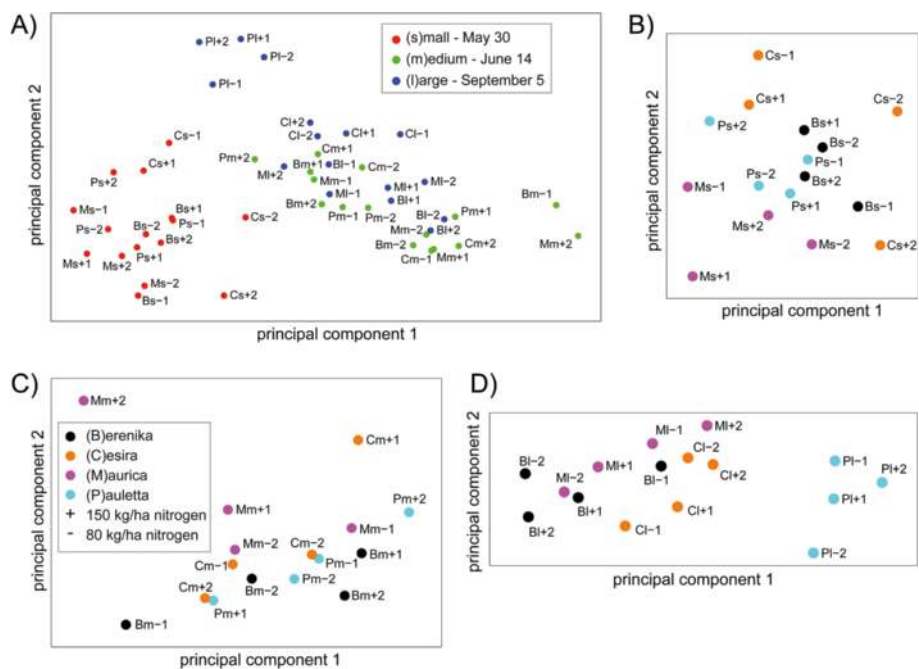 A)
Pl+2
Pl+1
Pl−2
Pl−1
(s)mall - May 30
(m)edium - June 14
(l)arge - September 5
Cs−1
Cs+1
Ps+2
Ms−1
Ps−2
Bs−2
Bs+1
Ps−1
Bs+2
Ps+1
Ms+1
Ms+2
Ms−2
Bs−1
Cs−2
Cs+2
Cl+2
Cl−2
Cl+1
Cl−1
Cm+1
Pm+2
Bm+1
Bl−1
Cm−2
Ml+2
Mm−1
Ml−1
Ml+1
Ml−2
Bl+1
Bm+2
Pm−1
Pm−2
Bl−2
Pm+1
Bm−1
Mm−2
Bl+2
Bm−2
Cm+2
Cm−1
Mm+1
Mm+2
principal component 1
principal component 2
B)
Cs−1
Cs+1
Cs−2
Ps+2
Bs+1
Bs−2
Ps−1
Bs+2
Ps−2
Ps+1
Ms−1
Bs−1
Ms+2
Ms−2
Cs+2
Ms+1
principal component 1
principal component 2
C)
Mm+2
(B)erenika
(C)esira
(M)aurica
(P)auletta
+ 150 kg/ha nitrogen
- 80 kg/ha nitrogen
Cm+1
Pm+2
Mm+1
Mm−1
Mm−2
Cm−2
Bm+1
Cm−1
Pm−1
Cm+2
Bm−2
Pm−2
Bm+2
Pm+1
Bm−1
principal component 1
principal component 2
D)
Ml+2
Ml−1
Cl−2
Bl−2
Ml+1
Ml−2
Bl−1
Cl+2
Bl+1
Bl+2
Cl+1
Cl−1
Pl−1
Pl+2
Pl+1
Pl−2
principal component 1
principal component 2